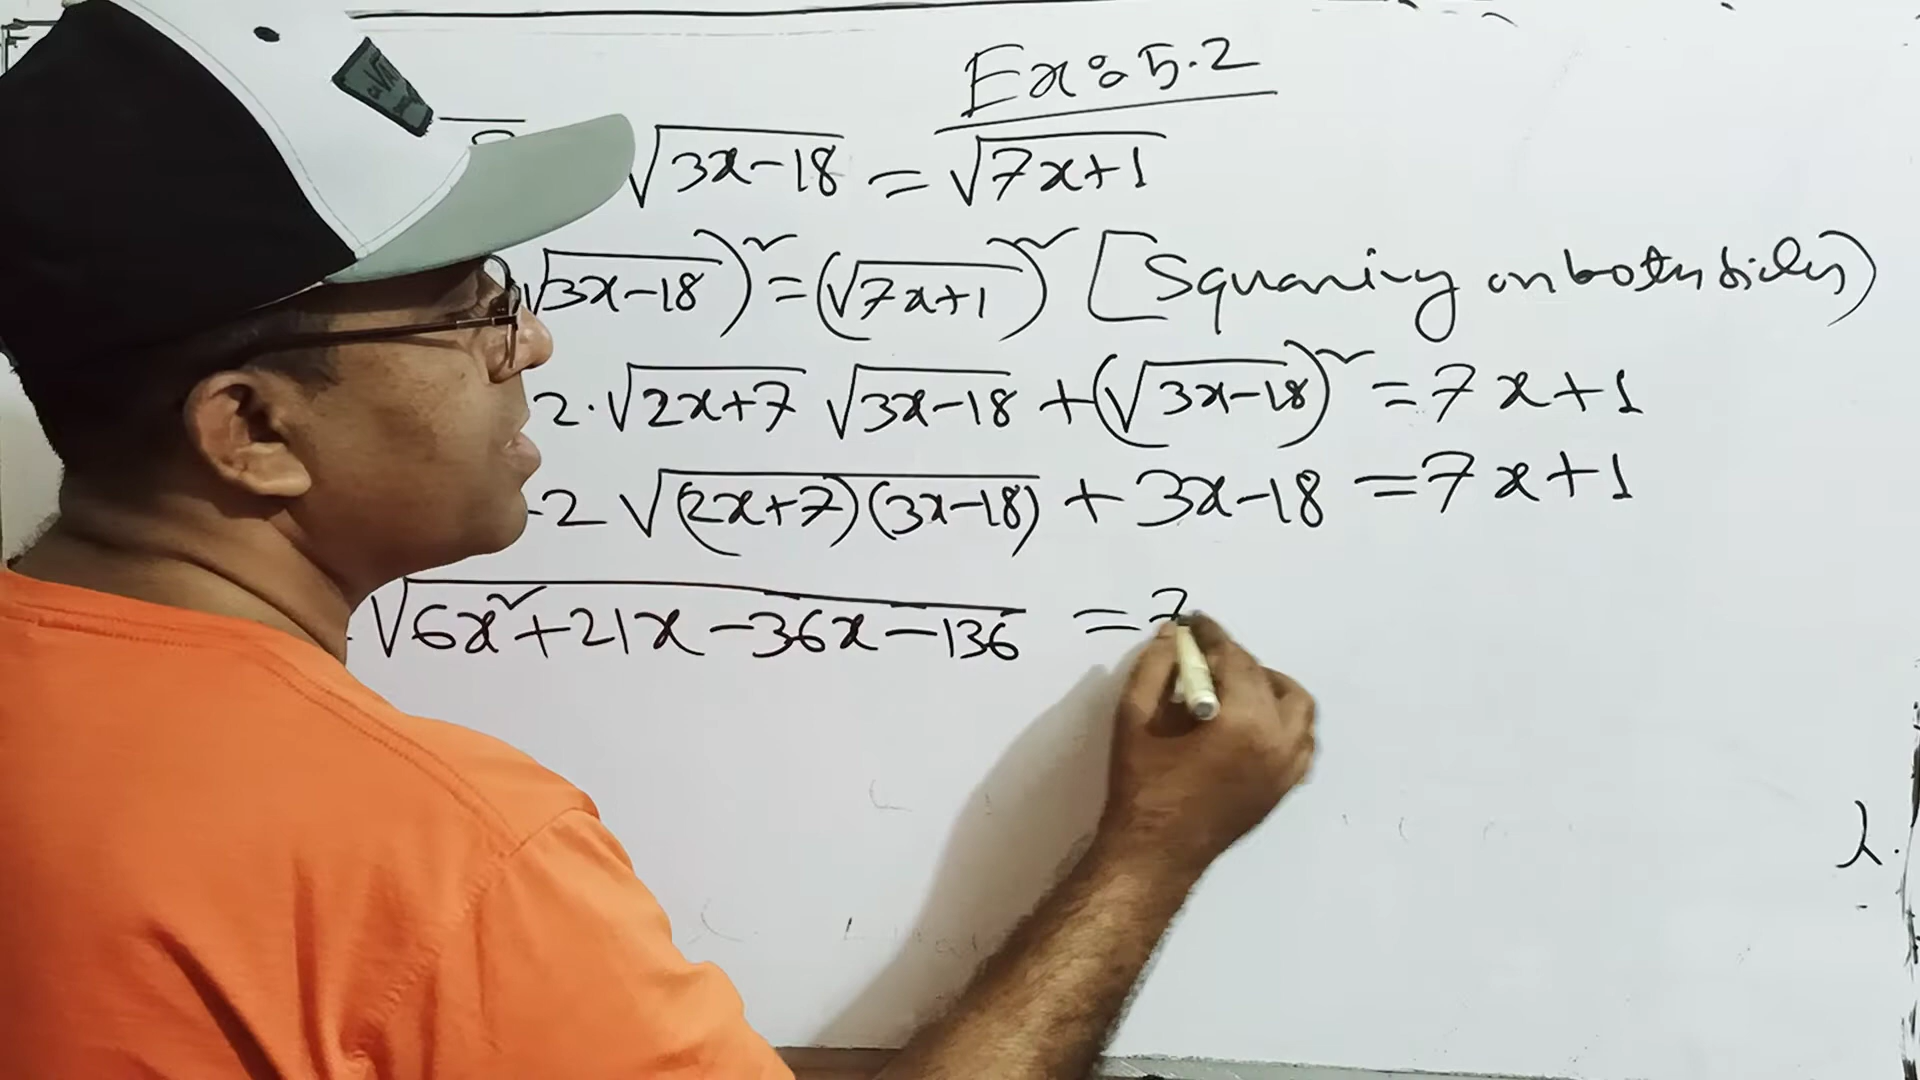 Ex: 5.2
√3x-18 = √7x+1
√3x-18)² = (√7x+1)² [Squaring on both sides)
2.√2x+7 √3x-18 + (√3x-18)² = 7x+1
2 √(2x+7)(3x-18) + 3x-18 = 7x+1
√6x²+21x-36x-136 = 7
2.